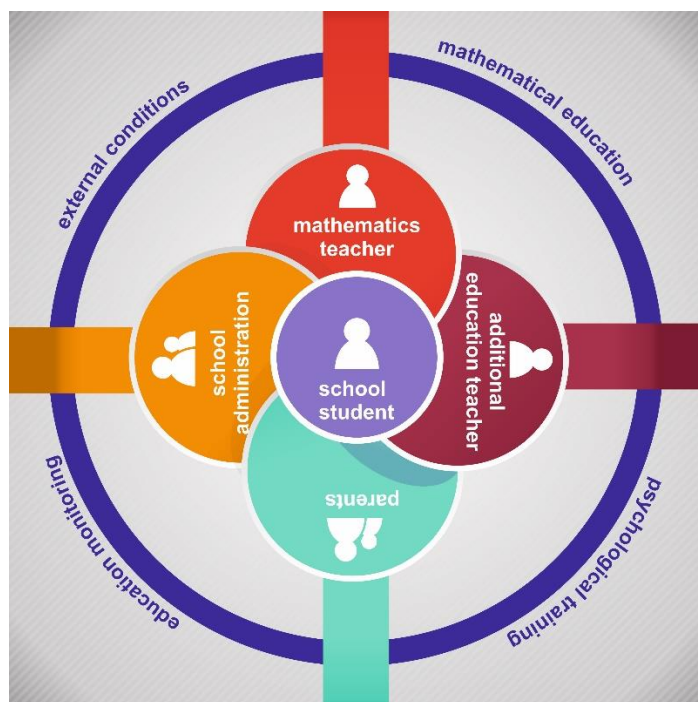 external conditions
mathematical education
mathematics
teacher
school
administration
additional
education teacher
school
student
parents
education monitoring
psychological training